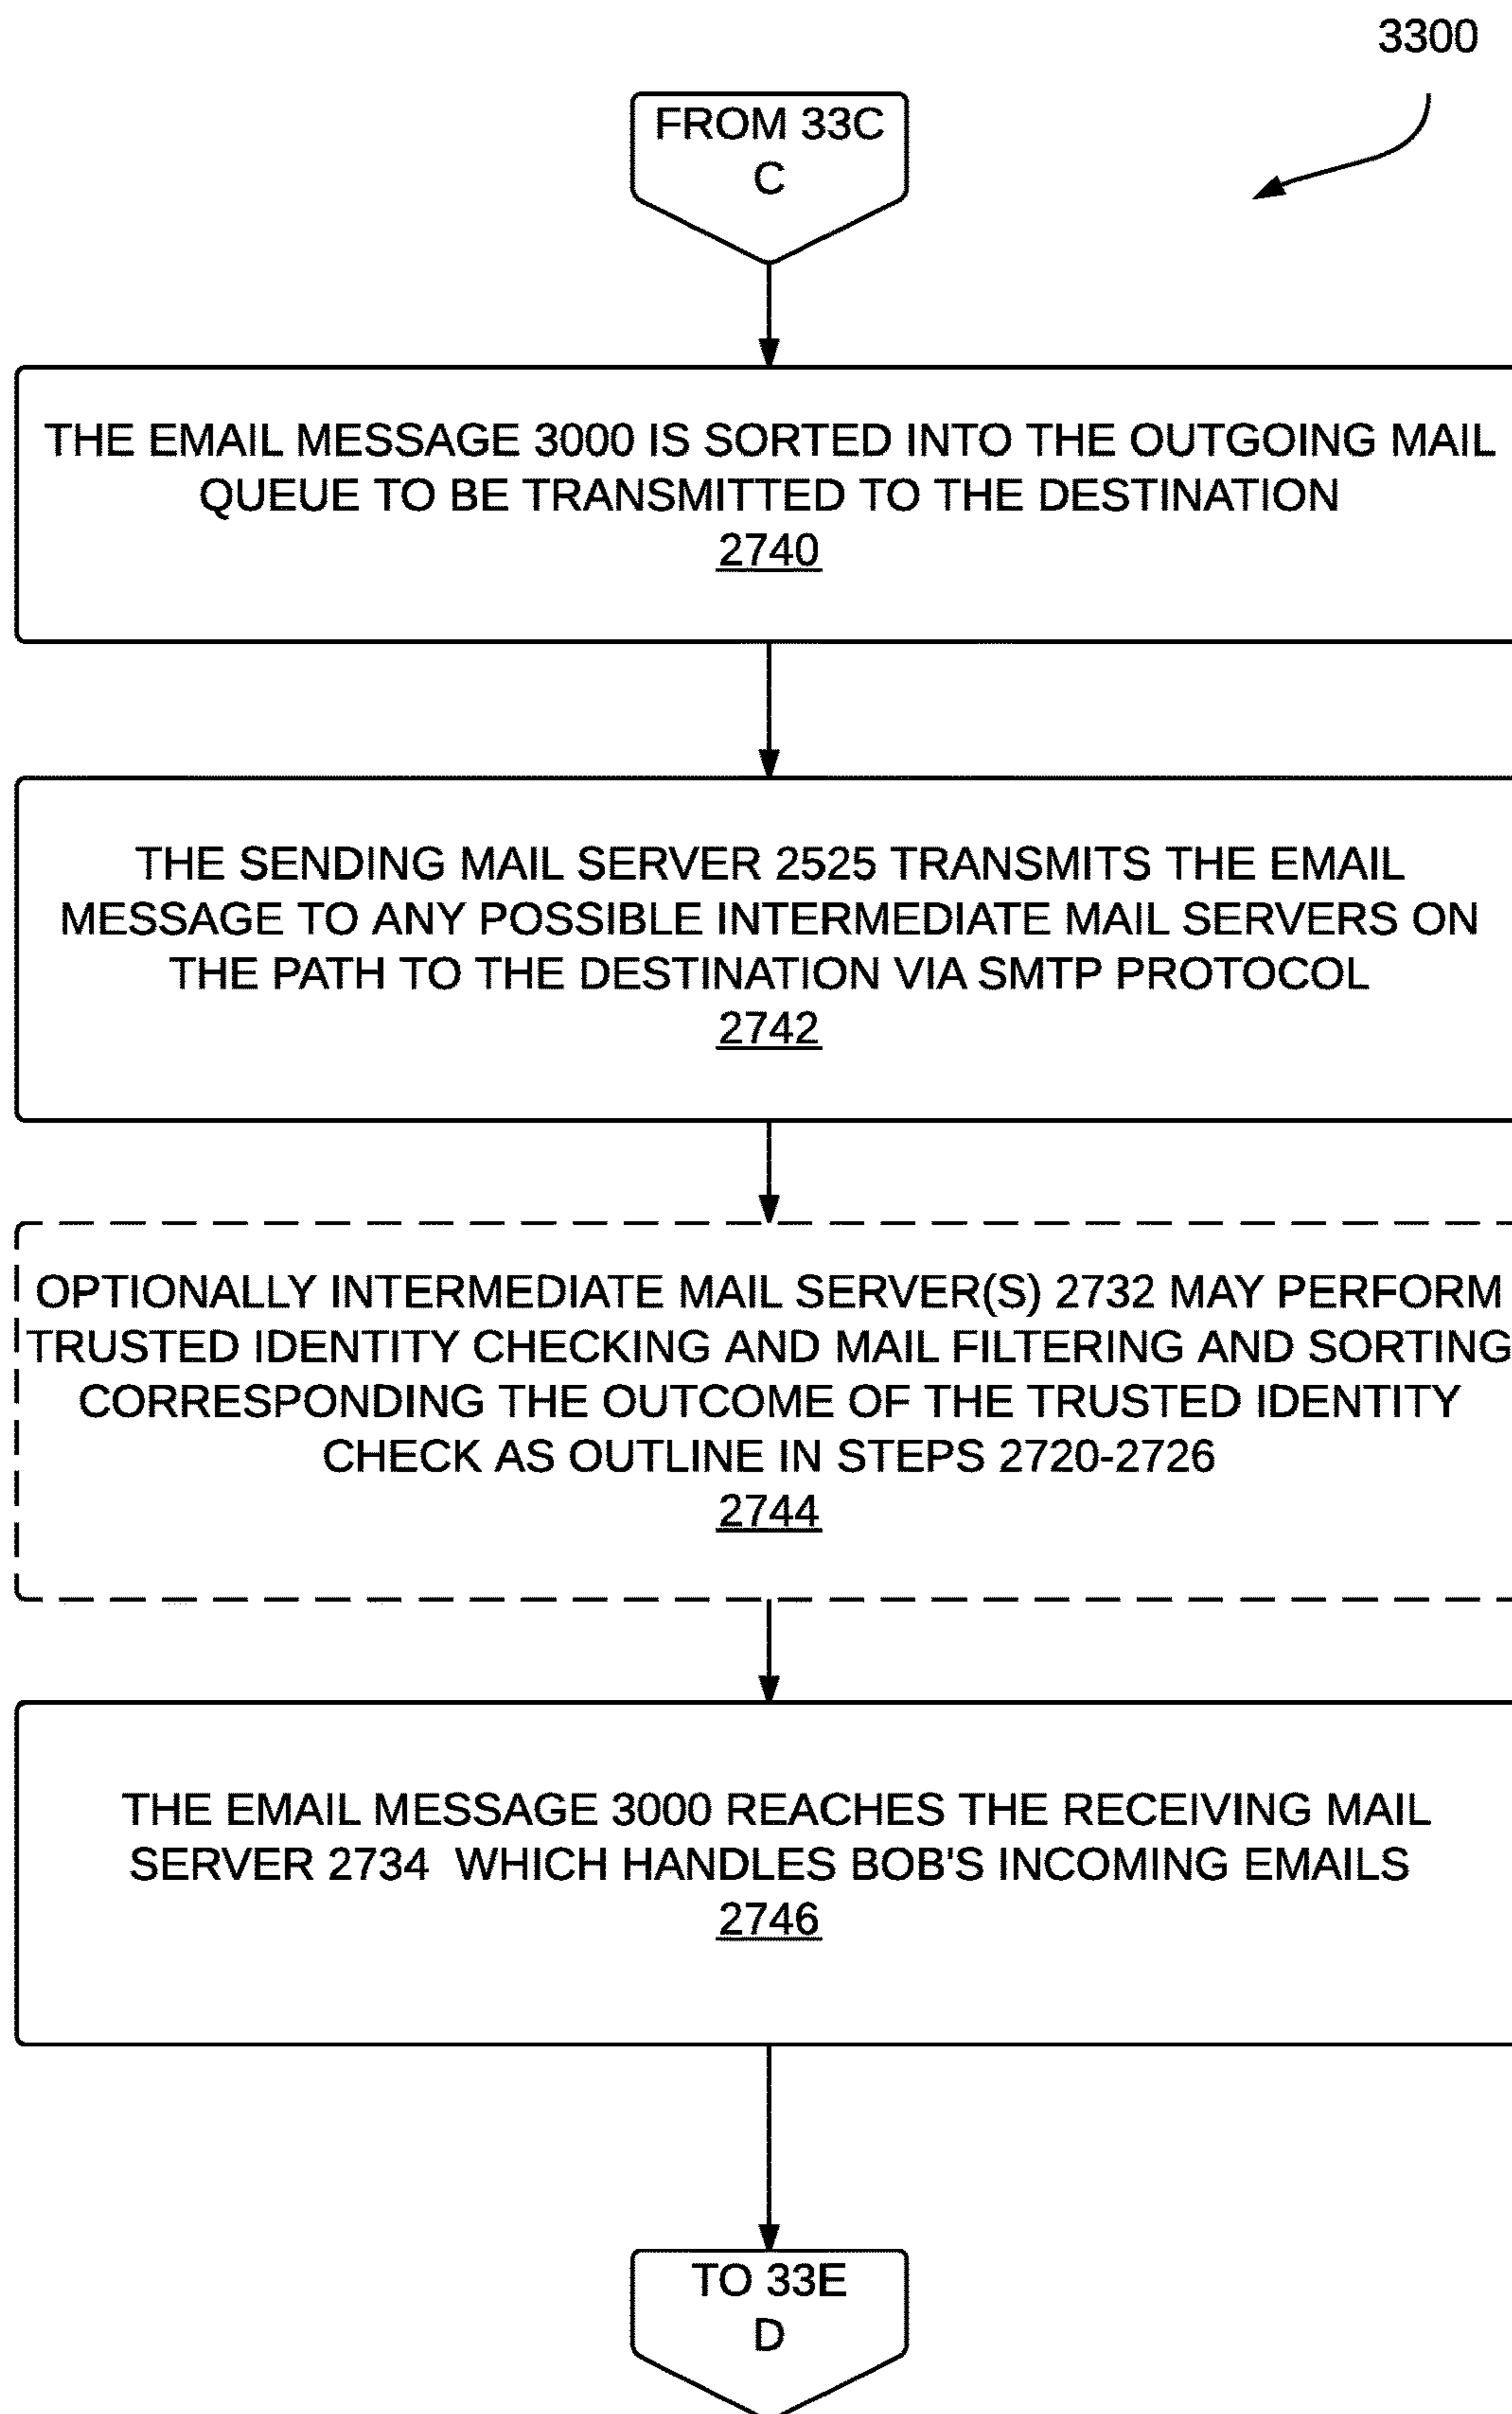 3300
FROM 33C
C
THE EMAIL MESSAGE 3000 IS SORTED INTO THE OUTGOING MAIL
QUEUE TO BE TRANSMITTED TO THE DESTINATION
2740
THE SENDING MAIL SERVER 2525 TRANSMITS THE EMAIL
MESSAGE TO ANY POSSIBLE INTERMEDIATE MAIL SERVERS ON
THE PATH TO THE DESTINATION VIA SMTP PROTOCOL
2742
OPTIONALLY INTERMEDIATE MAIL SERVER(S) 2732 MAY PERFORM
TRUSTED IDENTITY CHECKING AND MAIL FILTERING AND SORTING
CORRESPONDING THE OUTCOME OF THE TRUSTED IDENTITY
CHECK AS OUTLINE IN STEPS 2720-2726
2744
THE EMAIL MESSAGE 3000 REACHES THE RECEIVING MAIL
SERVER 2734 WHICH HANDLES BOB'S INCOMING EMAILS
2746
TO 33E
D